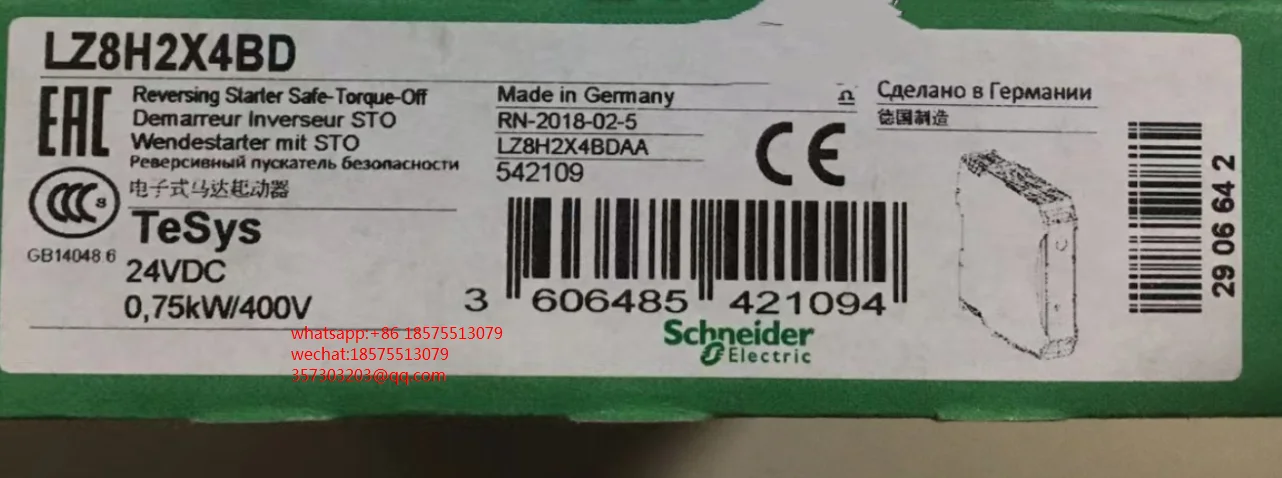 LZ8H2X4BD
EAC
Reversing Starter Safe-Torque-Off
Demarreur Inverseur STO
Wendestarter mit STO
Реверсивный пускатель безопасности
电子式马达起动器
CCC S
GB14048 6
TeSys
24VDC
0,75kW/400V
Made in Germany
RN-2018-02-5
LZ8H2X4BDAA
542109
CE
Сделано в Германии
德国制造
3 606485 421094
Schneider
Electric
29 06 64 2
whatsapp:+86 18575513079
wechat:18575513079
357303203@qq.com